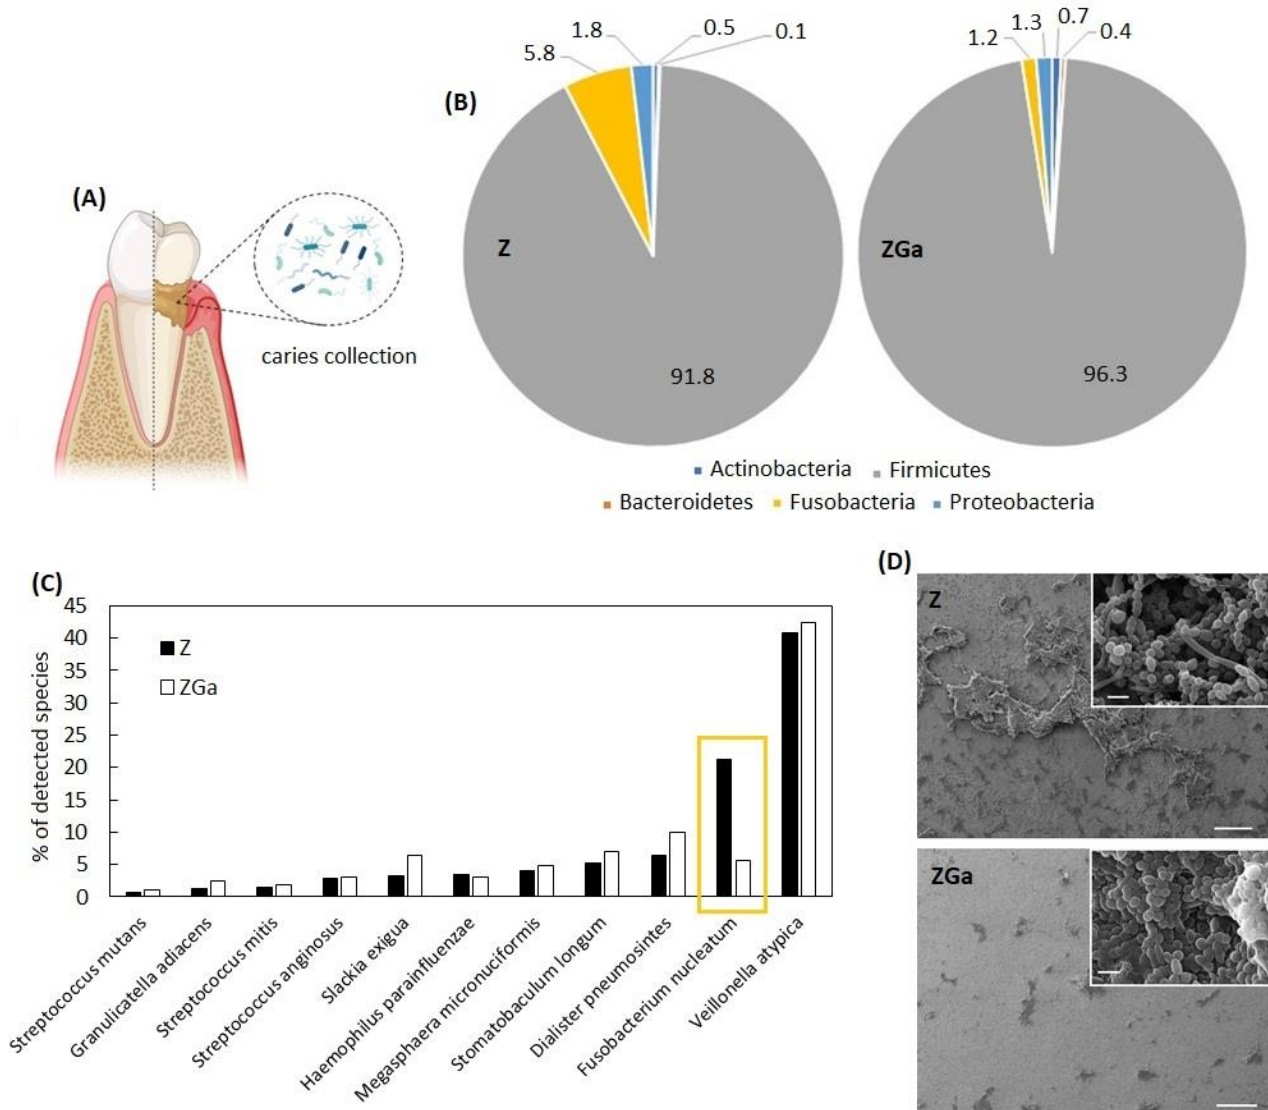 (A)
caries collection
(B)
5.8
1.8
0.5
0.1
Z
91.8
1.2
1.3
0.7
0.4
ZGa
96.3
Actinobacteria Firmicutes
Bacteroidetes Fusobacteria Proteobacteria
(C)
% of detected species
45
40
35
30
25
20
15
10
5
0
Z
ZGa
Streptococcus mutans
Granulicatella adiacens
Streptococcus mitis
Streptococcus anginosus
Slackia exigua
Haemophilus parainfluenzae
Megasphaera micronuciformis
Stomatobaculum longum
Dialister pneumosintes
Fusobacterium nucleatum
Veillonella atypica
(D)
Z
ZGa